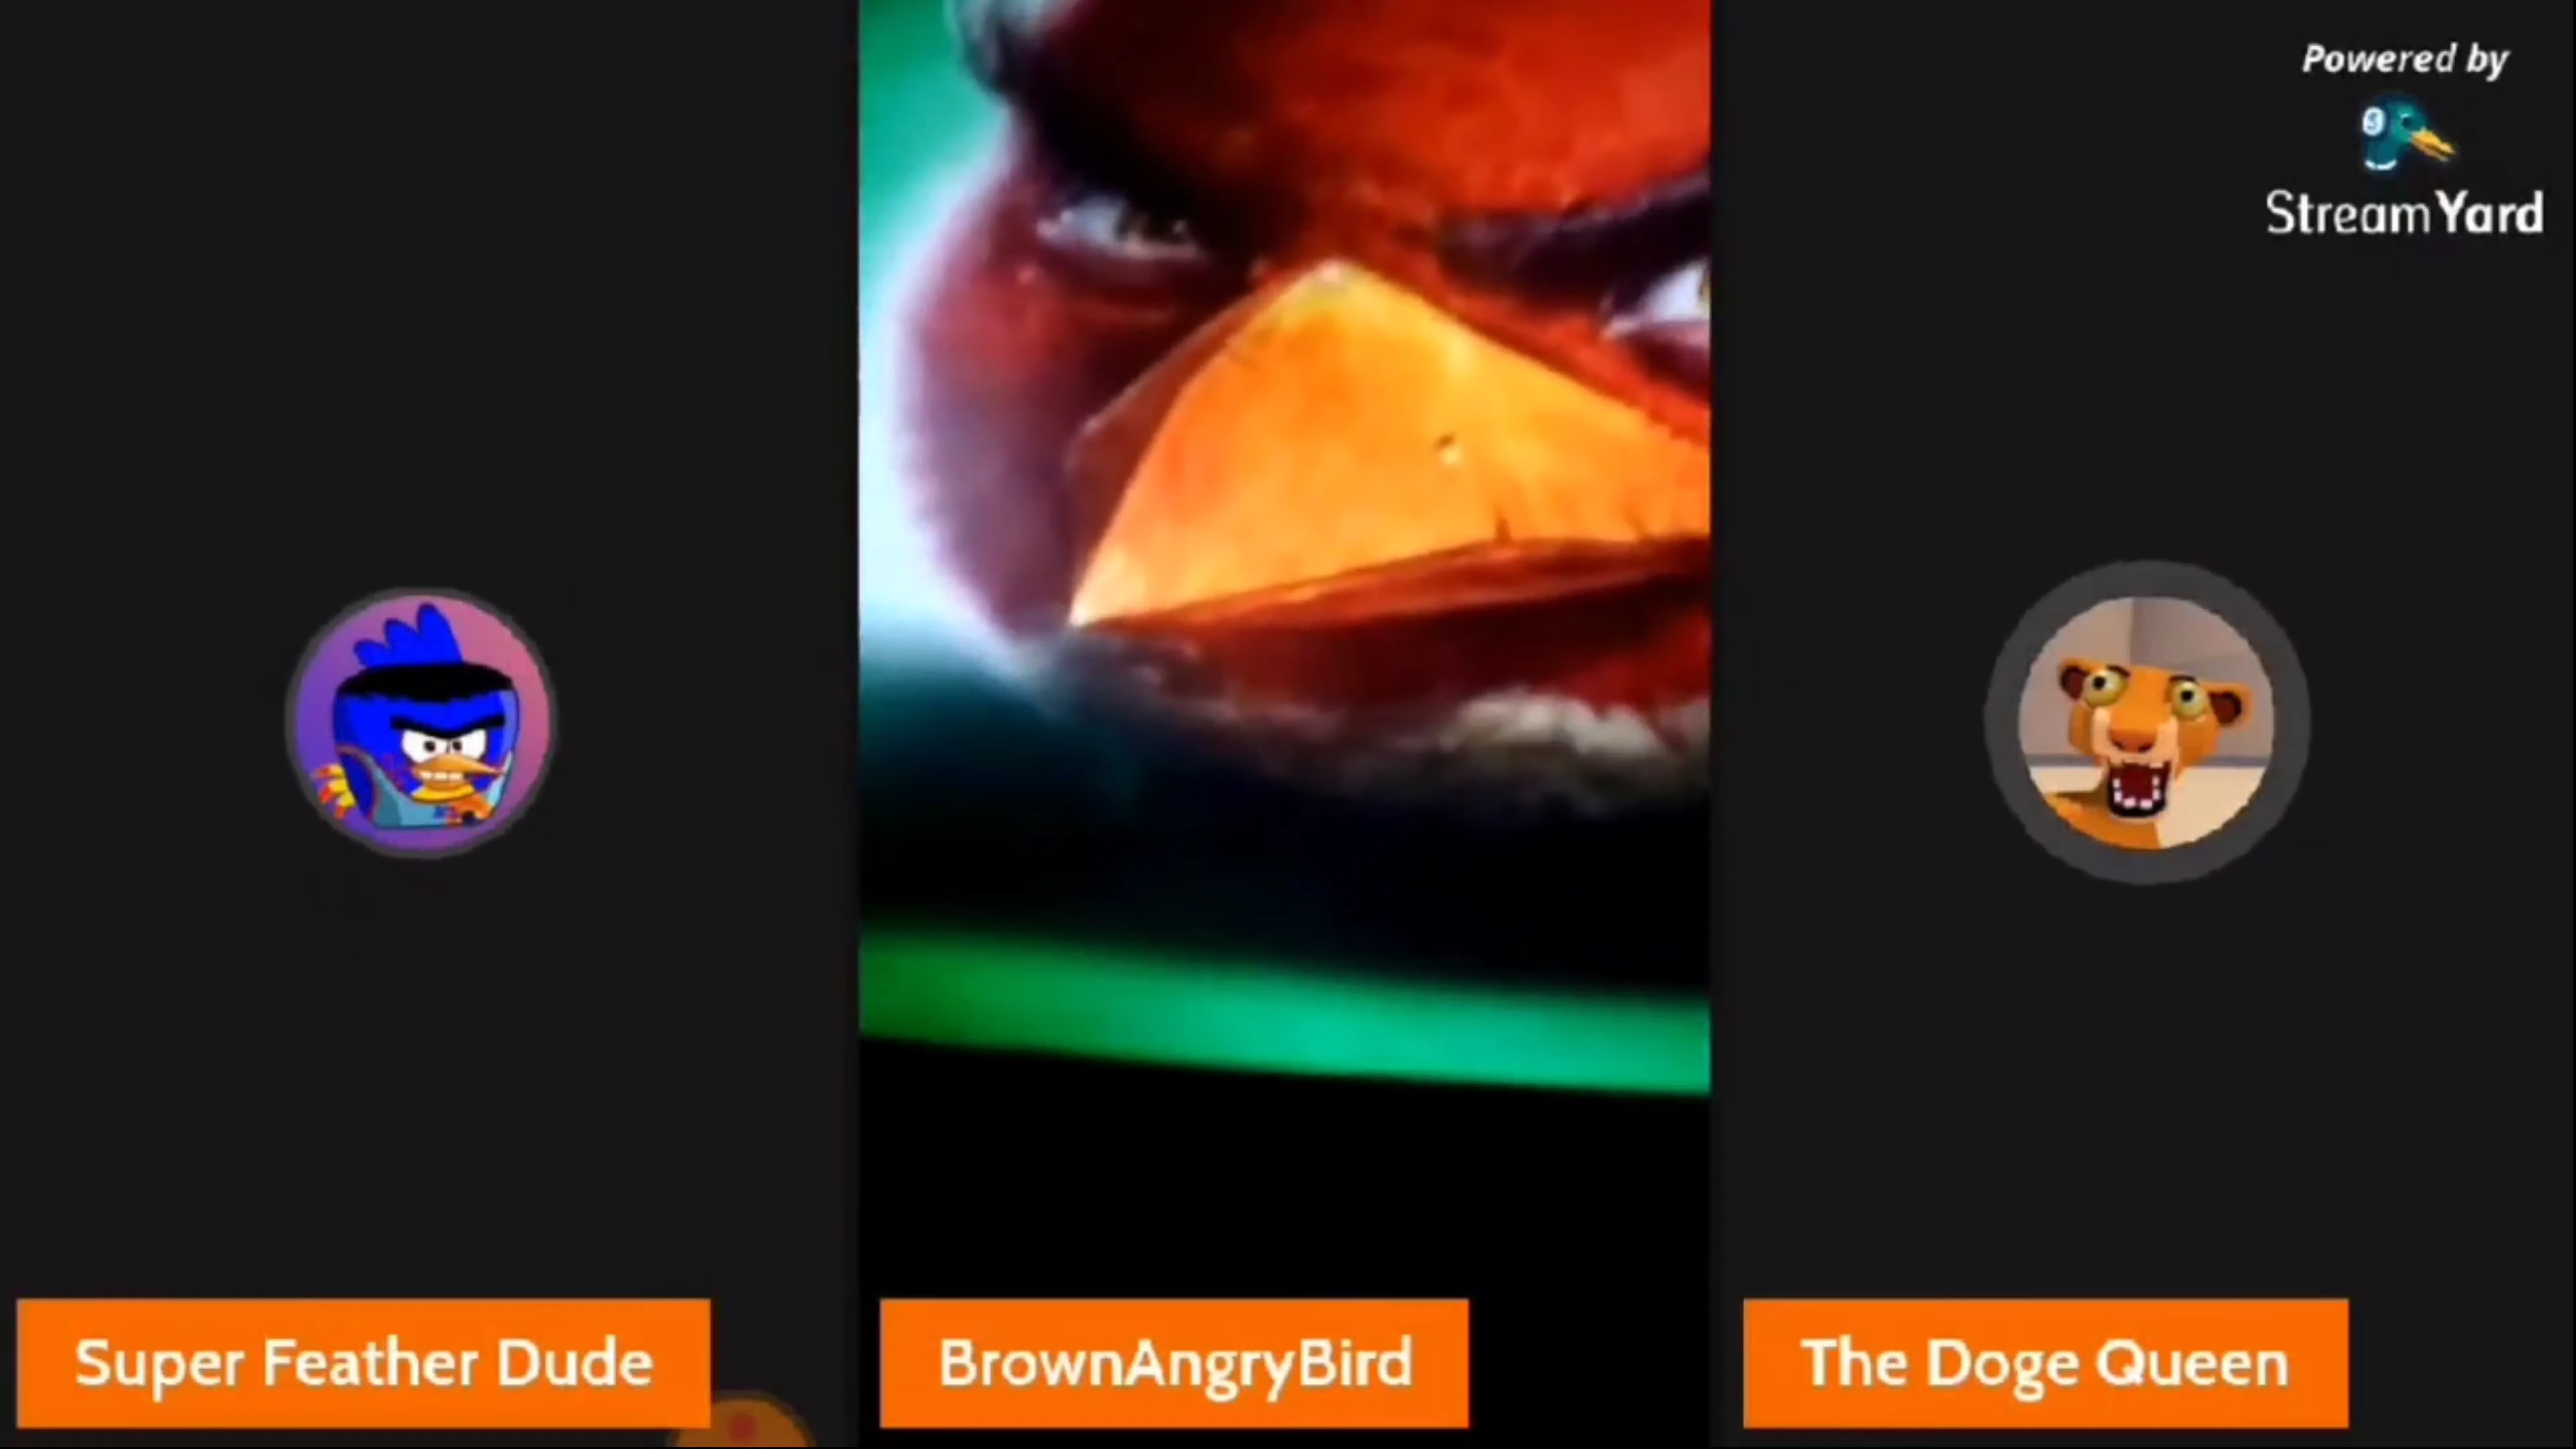 Powered by
StreamYard
Super Feather Dude
BrownAngryBird
The Doge Queen